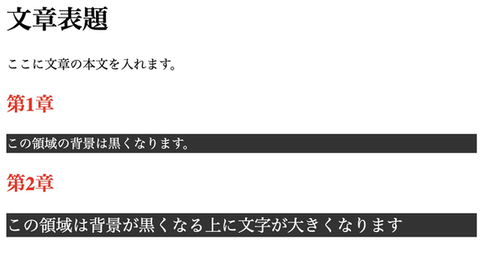 文章表題
ここに文章の本文を入れます。
第1章
この領域の背景は黒くなります。
第2章
この領域は背景が黒くなる上に文字が大きくなります